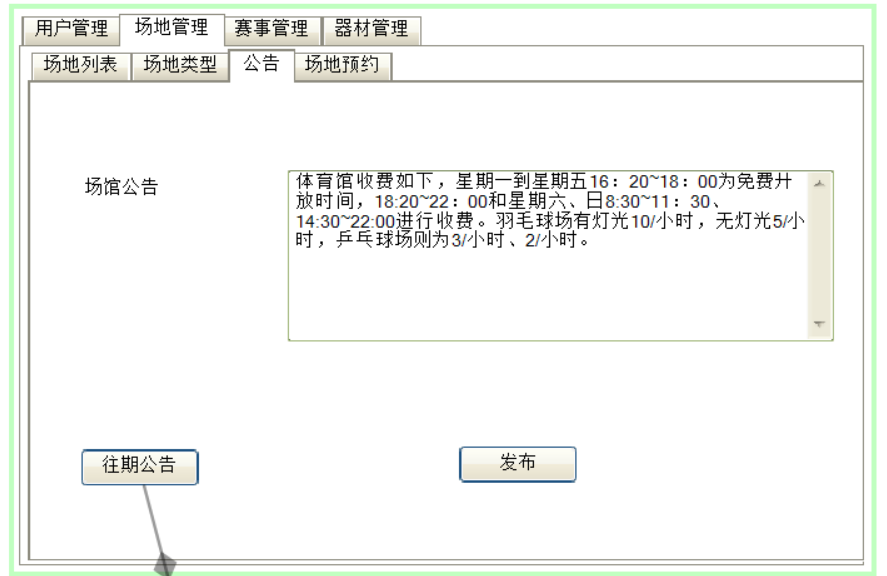 用户管理 场地管理 赛事管理 器材管理
场地列表 场地类型 公告 场地预约
场馆公告
体育馆收费如下，星期一到星期五16：20~18：00为免费开
放时间，18:20~22：00和星期六、日8:30~11：30、
14:30~22:00进行收费。羽毛球场有灯光10/小时，无灯光5/小
时，乒乓球场则为3/小时、2/小时。
往期公告 发布